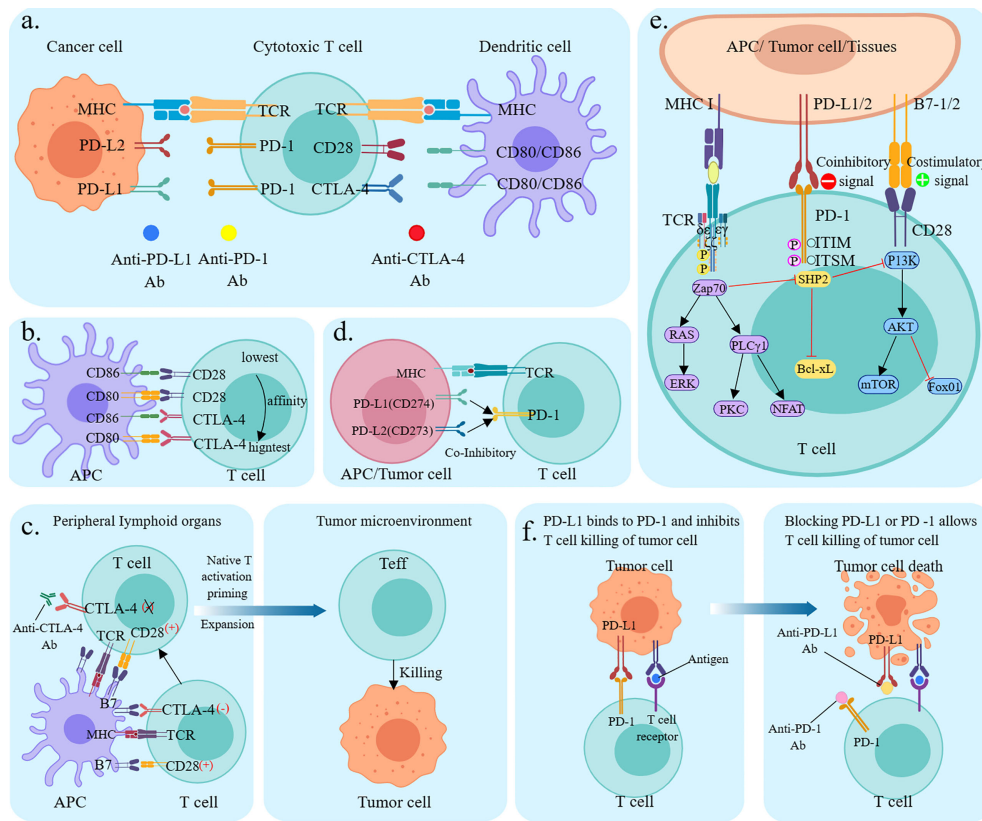 a.
Cancer cell
Cytotoxic T cell
Dendritic cell
MHC
TCR
TCR
MHC
PD-L2
PD-1
CD28
CD80/CD86
PD-L1
PD-1
CTLA-4
CD80/CD86
Anti-PD-L1
Ab
Anti-PD-1
Ab
Anti-CTLA-4
Ab
b.
CD86
CD28
CD80
CD28
CD86
CTLA-4
CD80
CTLA-4
lowest
affinity
hightest
APC
T cell
d.
MHC
TCR
PD-L1(CD274)
PD-1
PD-L2(CD273)
Co-Inhibitory
APC/Tumor cell
T cell
e.
APC/ Tumor cell/Tissues
MHC I
PD-L1/2
B7-1/2
Coinhibitory
signal
Costimulatory
signal
TCR
δε
εγ
ζζ
P
P
PD-1
CD28
P
ITIM
P
ITSM
Zap70
SHP2
P13K
RAS
PLCγ1
AKT
ERK
Bcl-xL
mTOR
Fox01
PKC
NFAT
T cell
c.
Peripheral lymphoid organs
T cell
CTLA-4(-)
Anti-CTLA-4
Ab
TCR
CD28(+)
B7
CTLA-4(-)
MHC
TCR
B7
CD28(+)
APC
T cell
Native T
activation
priming
Expansion
Tumor microenvironment
Teff
Killing
Tumor cell
f.
PD-L1 binds to PD-1 and inhibits
T cell killing of tumor cell
Tumor cell
PD-L1
Antigen
PD-1
T cell
receptor
T cell
Blocking PD-L1 or PD -1 allows
T cell killing of tumor cell
Tumor cell death
Anti-PD-L1
Ab
PD-L1
Anti-PD-1
Ab
PD-1
T cell